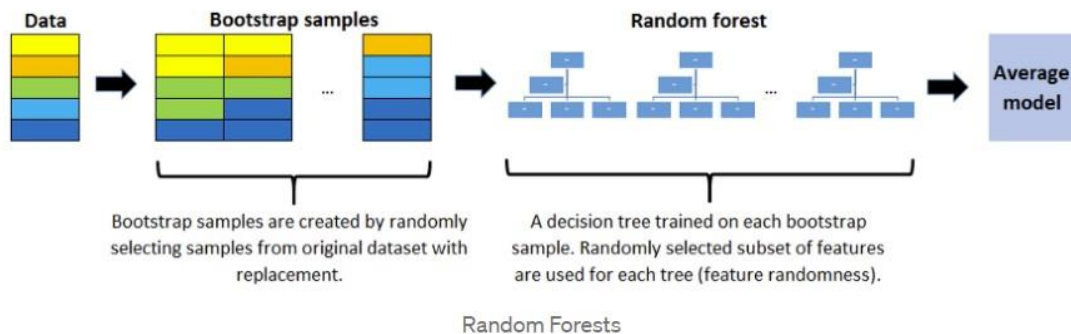 Data
Bootstrap samples
Random forest
...
...
Average
model
Bootstrap samples are created by randomly
selecting samples from original dataset with
replacement.
A decision tree trained on each bootstrap
sample. Randomly selected subset of features
are used for each tree (feature randomness).
Random Forests